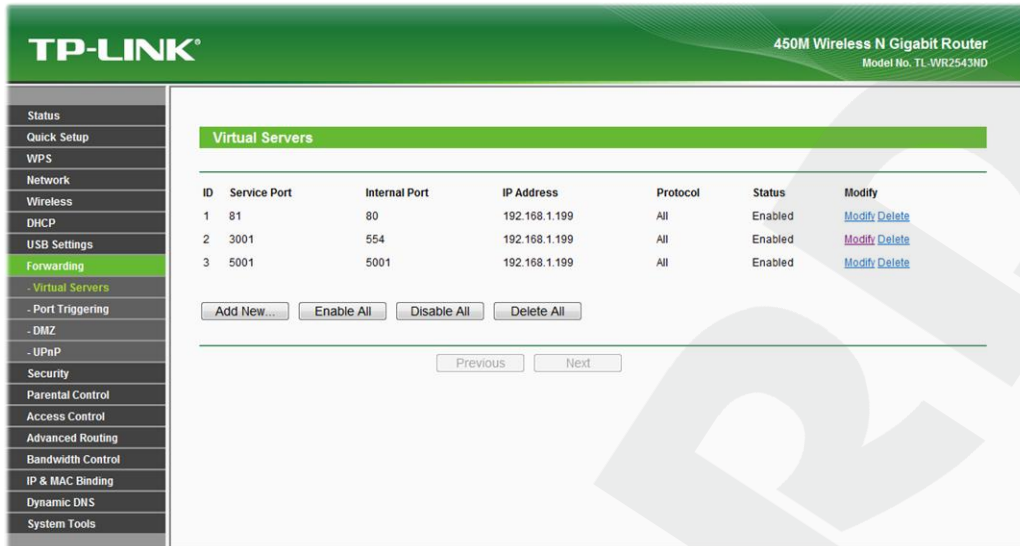 TP-LINK®
450M Wireless N Gigabit Router
Model No. TL-WR2543ND
Status
Quick Setup
WPS
Network
Wireless
DHCP
USB Settings
Forwarding
- Virtual Servers
- Port Triggering
- DMZ
- UPnP
Security
Parental Control
Access Control
Advanced Routing
Bandwidth Control
IP & MAC Binding
Dynamic DNS
System Tools
Virtual Servers
ID Service Port Internal Port IP Address Protocol Status Modify
1 81 80 192.168.1.199 All Enabled Modify Delete
2 3001 554 192.168.1.199 All Enabled Modify Delete
3 5001 5001 192.168.1.199 All Enabled Modify Delete
Add New... Enable All Disable All Delete All
Previous Next